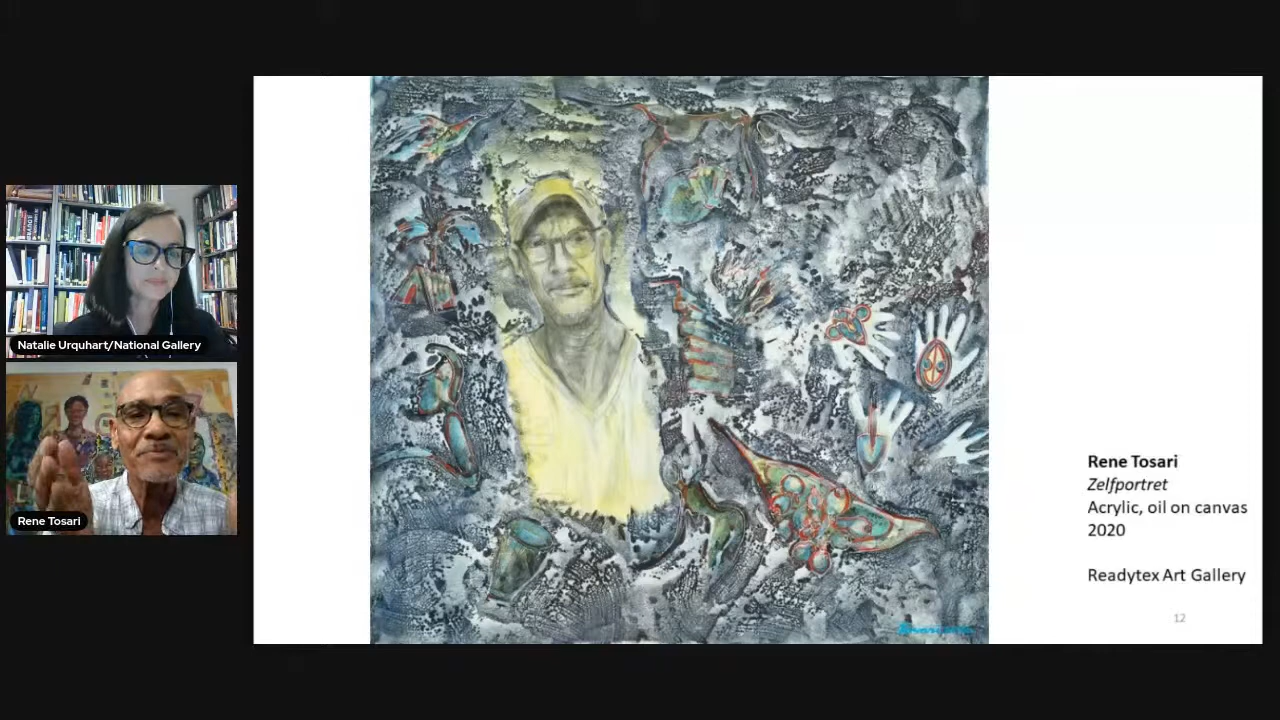 Natalie Urquhart/National Gallery
Rene Tosari
Rene Tosari
Zelfportret
Acrylic, oil on canvas
2020
Readytex Art Gallery
12